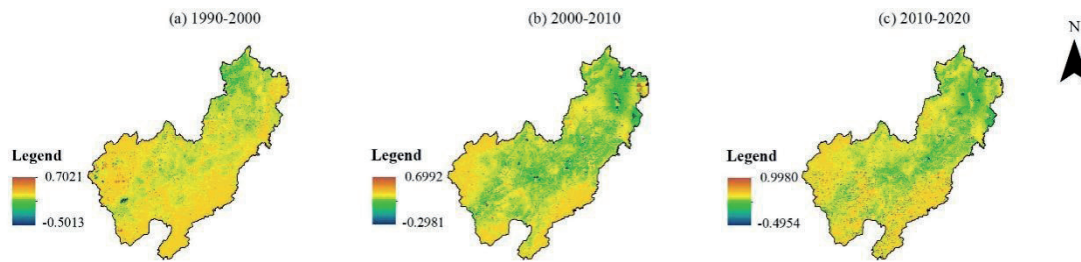 (a) 1990-2000
(b) 2000-2010
(c) 2010-2020
N
Legend
0.7021
-0.5013
Legend
0.6992
-0.2981
Legend
0.9980
-0.4954